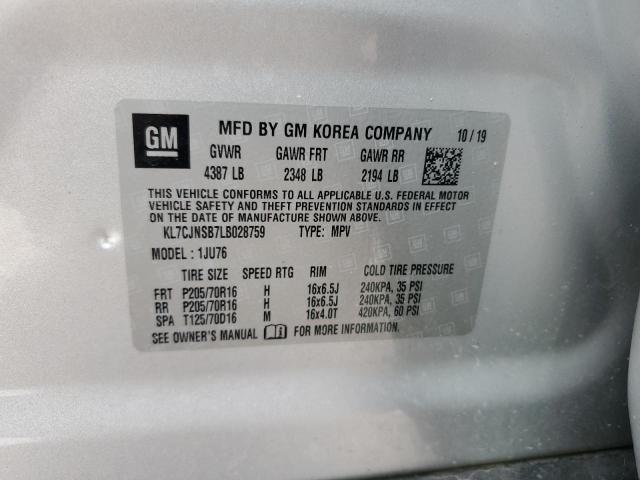 GM MFD BY GM KOREA COMPANY 10/19
GVWR GAWR FRT GAWR RR
4387 LB 2348 LB 2194 LB
THIS VEHICLE CONFORMS TO ALL APPLICABLE U.S. FEDERAL MOTOR
VEHICLE SAFETY AND THEFT PREVENTION STANDARDS IN EFFECT ON
THE DATE OF MANUFACTURE SHOWN ABOVE.
KL7CJNSB7LB028759 TYPE: MPV
MODEL: 1JU76
TIRE SIZE SPEED RTG RIM COLD TIRE PRESSURE
FRT P205/70R16 H 16x6.5J 240KPA, 35 PSI
RR P205/70R16 H 16x6.5J 240KPA, 35 PSI
SPA T125/70D16 M 16x4.0T 420KPA, 60 PSI
SEE OWNER'S MANUAL FOR MORE INFORMATION.